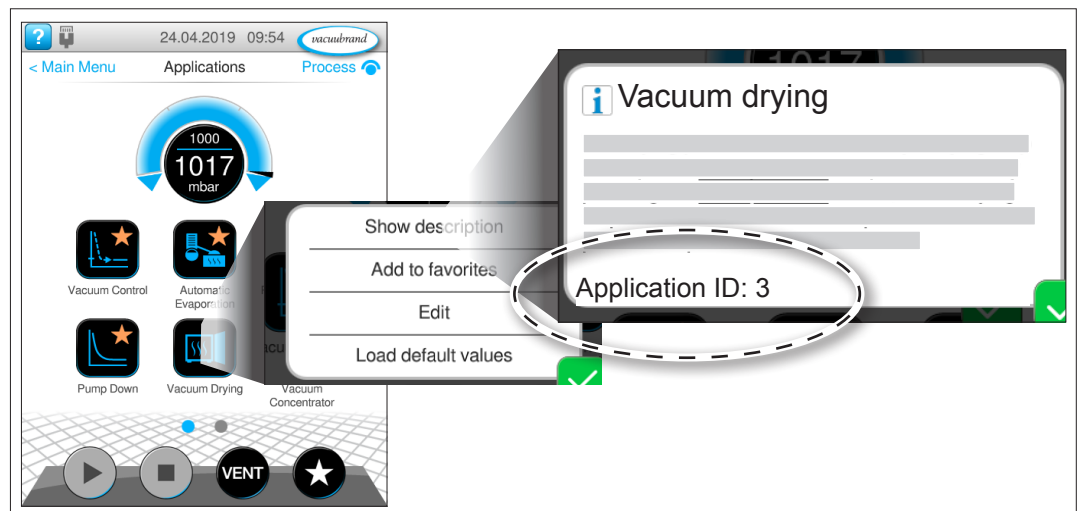 ?
24.04.2019 09:54
vacuubrand
< Main Menu
Applications
Process
1000
1017
mbar
Vacuum Control
Automatic
Evaporation
Pump Down
Vacuum Drying
Vacuum
Concentrator
VENT
Show description
Add to favorites
Edit
Load default values
1017
i Vacuum drying
Application ID: 3